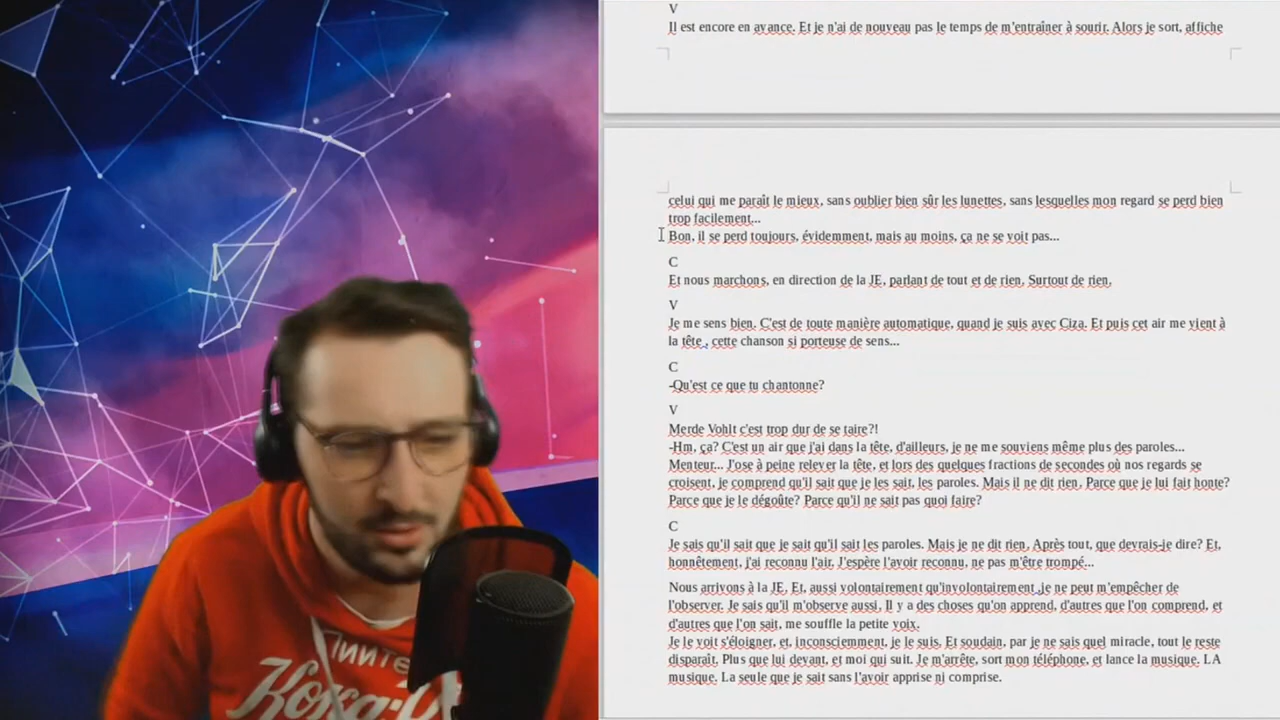 V
Il est encore en avance. Et je n'ai de nouveau pas le temps de m'entraîner à sourir. Alors je sort, affiche
celui qui me paraît le mieux, sans oublier bien sûr les lunettes, sans lesquelles mon regard se perd bien
trop facilement...
Bon, il se perd toujours, évidemment, mais au moins, ça ne se voit pas...
C
Et nous marchons, en direction de la JE, parlant de tout et de rien. Surtout de rien.
V
Je me sens bien. C'est de toute manière automatique, quand je suis avec Ciza. Et puis cet air me vient à
la tête , cette chanson si porteuse de sens...
C
-Qu'est ce que tu chantonne?
V
Merde Vohlt c'est trop dur de se taire?!
-Hm, ça? C'est un air que j'ai dans la tête, d'ailleurs, je ne me souviens même plus des paroles...
Menteur... J'ose à peine relever la tête, et lors des quelques fractions de secondes où nos regards se
croisent, je comprend qu'il sait que je les sait, les paroles. Mais il ne dit rien. Parce que je lui fait honte?
Parce que je le dégoûte? Parce qu'il ne sait pas quoi faire?
C
Je sais qu'il sait que je sait qu'il sait les paroles. Mais je ne dit rien. Après tout, que devrais-je dire? Et,
honnêtement, j'ai reconnu l'air. J'espère l'avoir reconnu, ne pas m'être trompé...
Nous arrivons à la JE. Et, aussi volontairement qu'involontairement ,je ne peut m'empêcher de
l'observer. Je sais qu'il m'observe aussi. Il y a des choses qu'on apprend, d'autres que l'on comprend, et
d'autres que l'on sait, me souffle la petite voix.
Je le voit s'éloigner, et, inconsciemment, je le suis. Et soudain, par je ne sais quel miracle, tout le reste
disparaît. Plus que lui devant, et moi qui suit. Je m'arrête, sort mon téléphone, et lance la musique. LA
musique. La seule que je sait sans l'avoir apprise ni comprise.